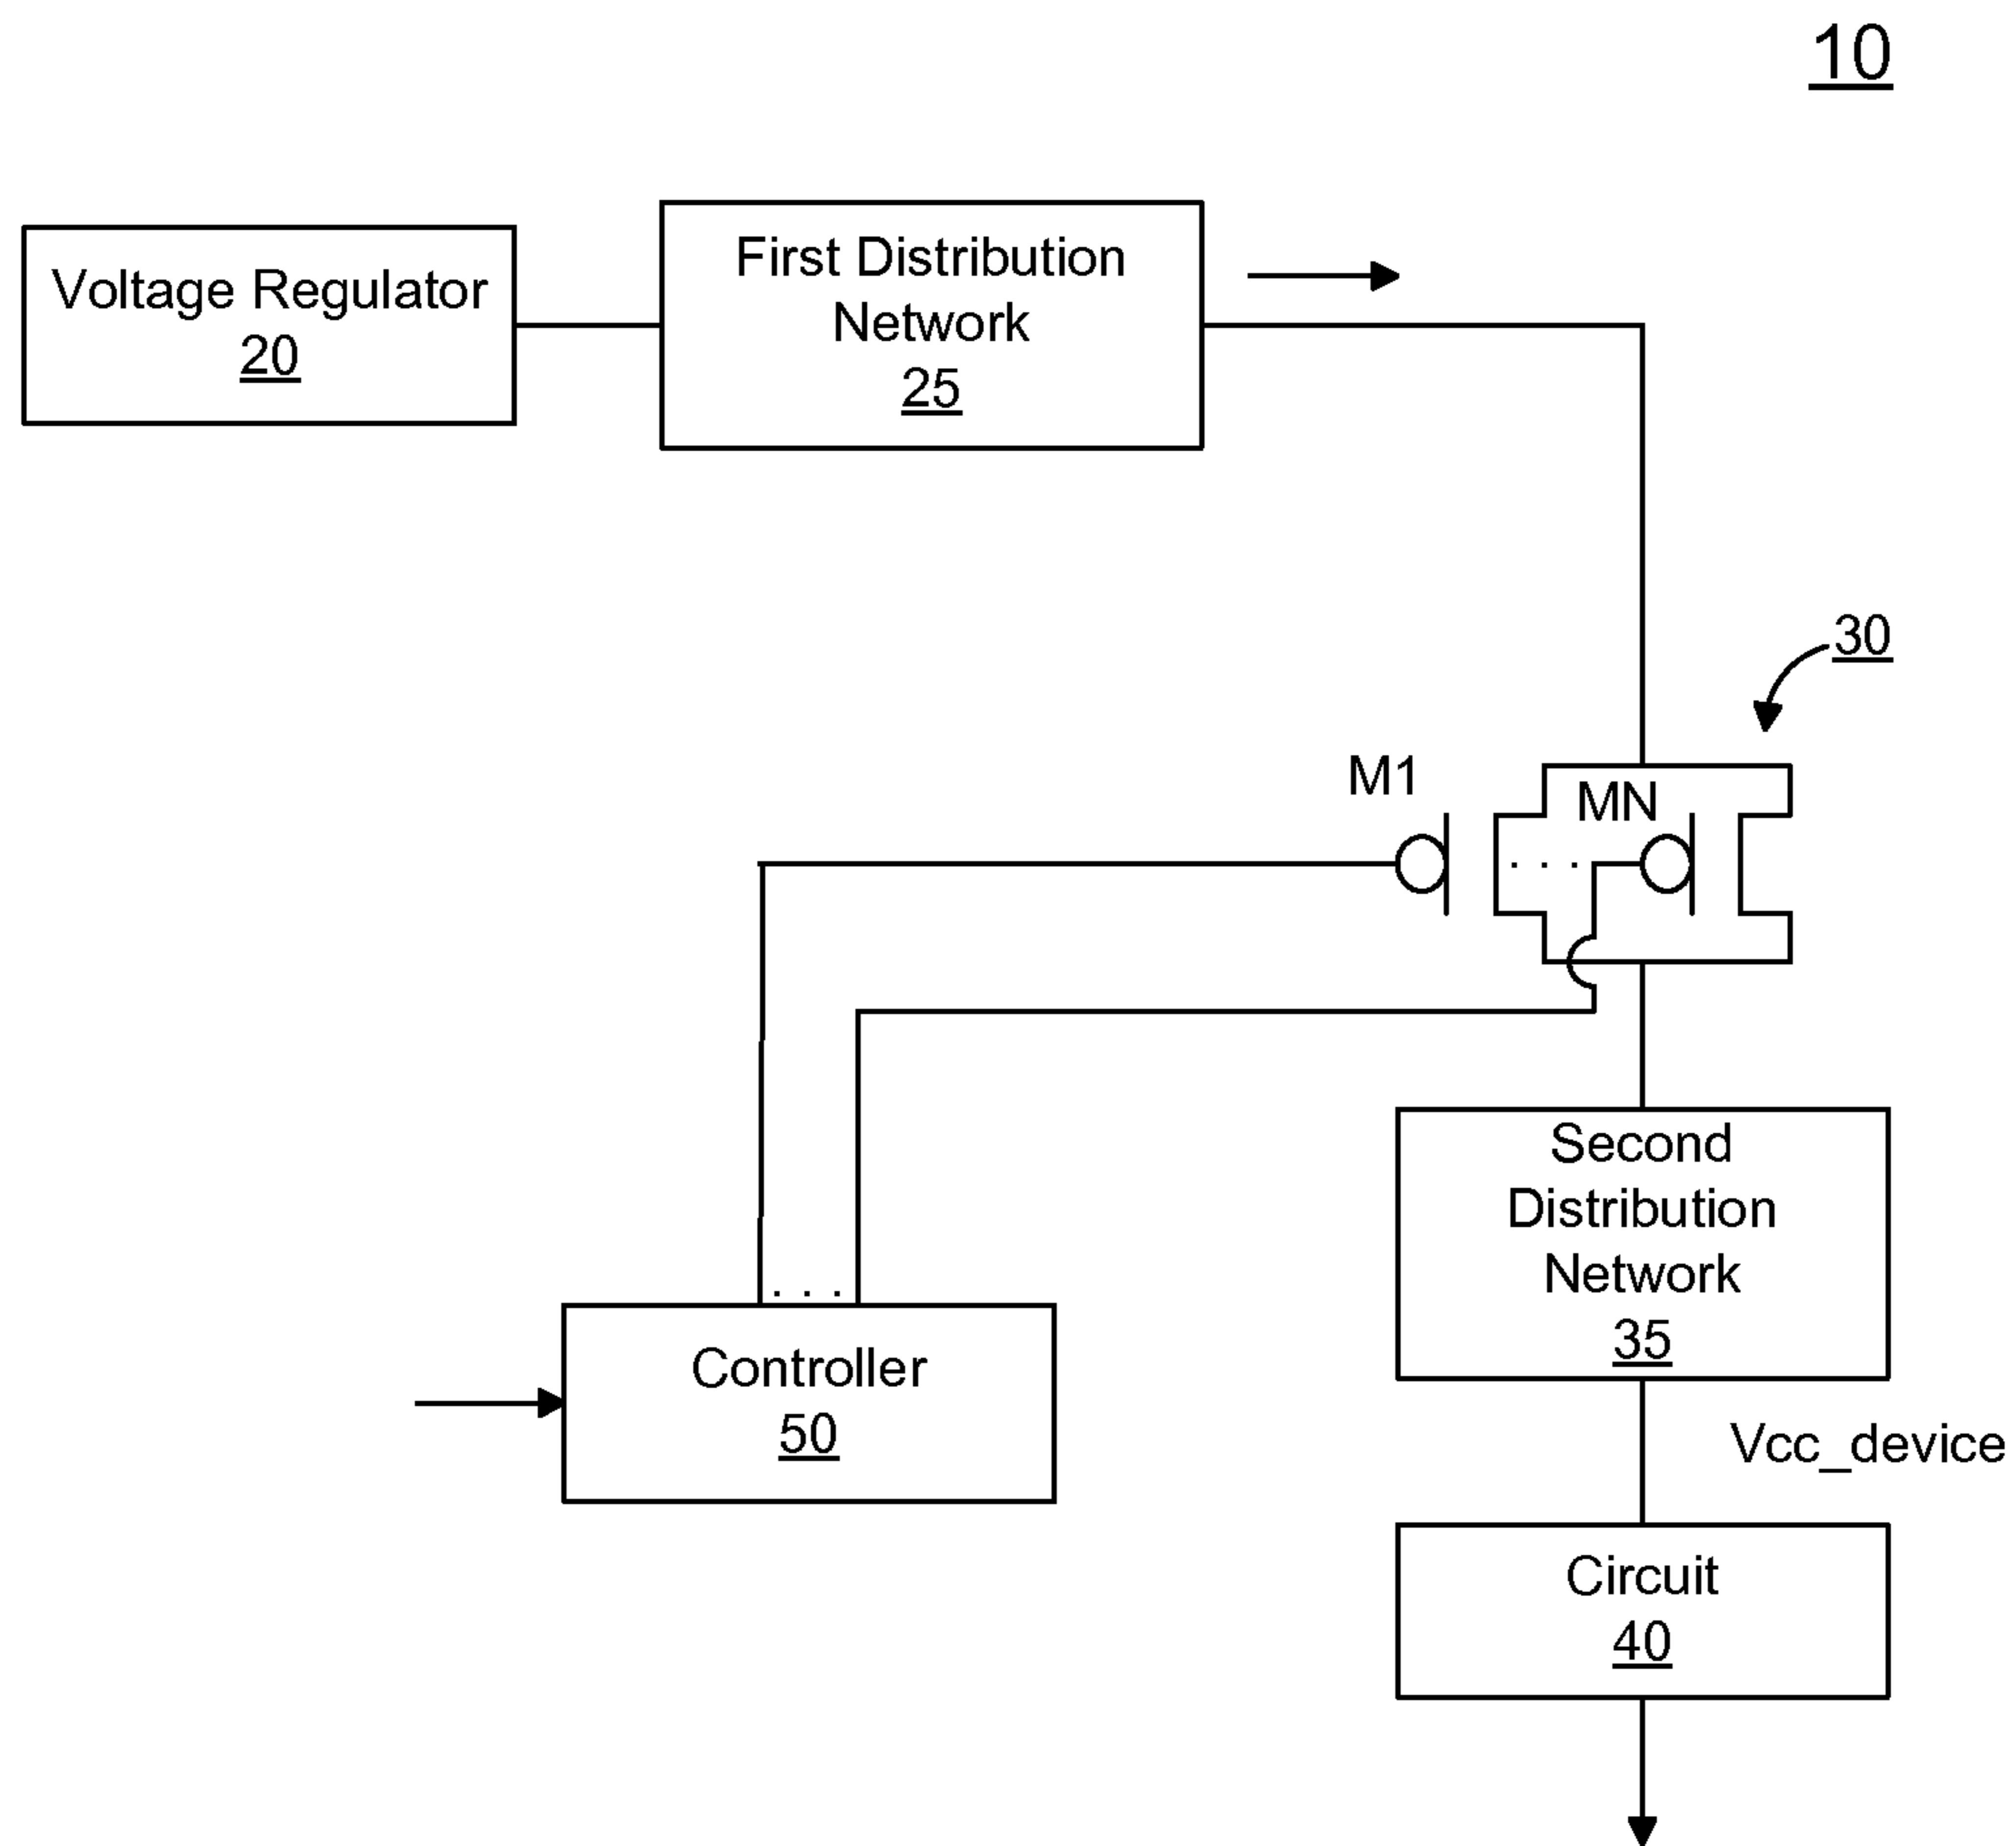 10
Voltage Regulator
20
First Distribution
Network
25
30
M1
MN
. . .
. . .
Controller
50
Second
Distribution
Network
35
Vcc_device
Circuit
40